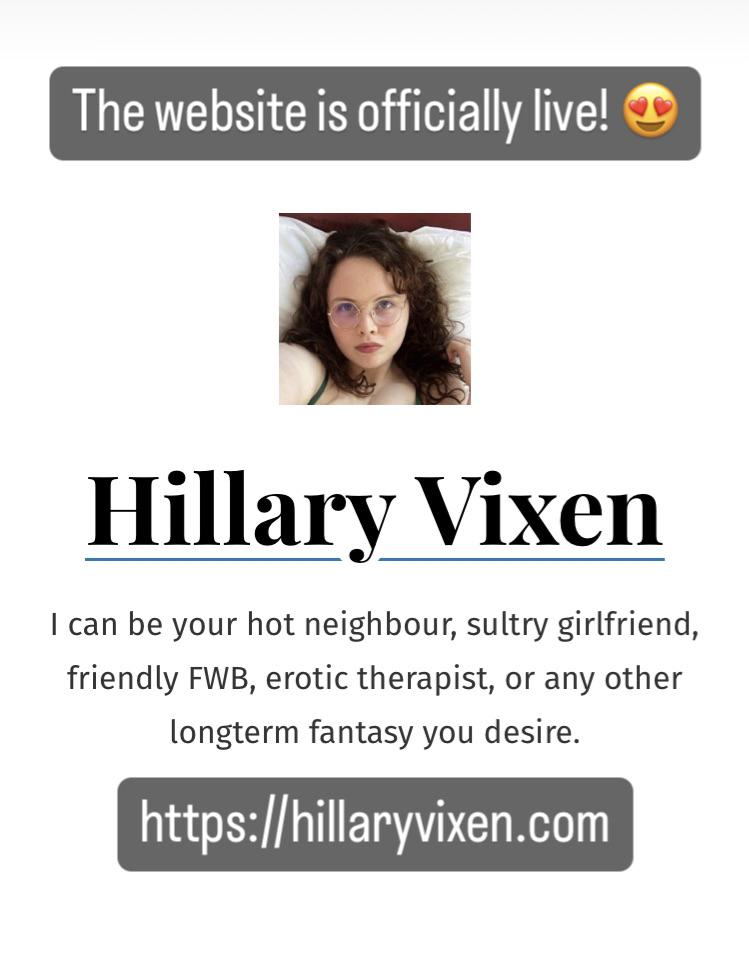 The website is officially live! 😍
Hillary Vixen
I can be your hot neighbour, sultry girlfriend,
friendly FWB, erotic therapist, or any other
longterm fantasy you desire.
https://hillaryvixen.com